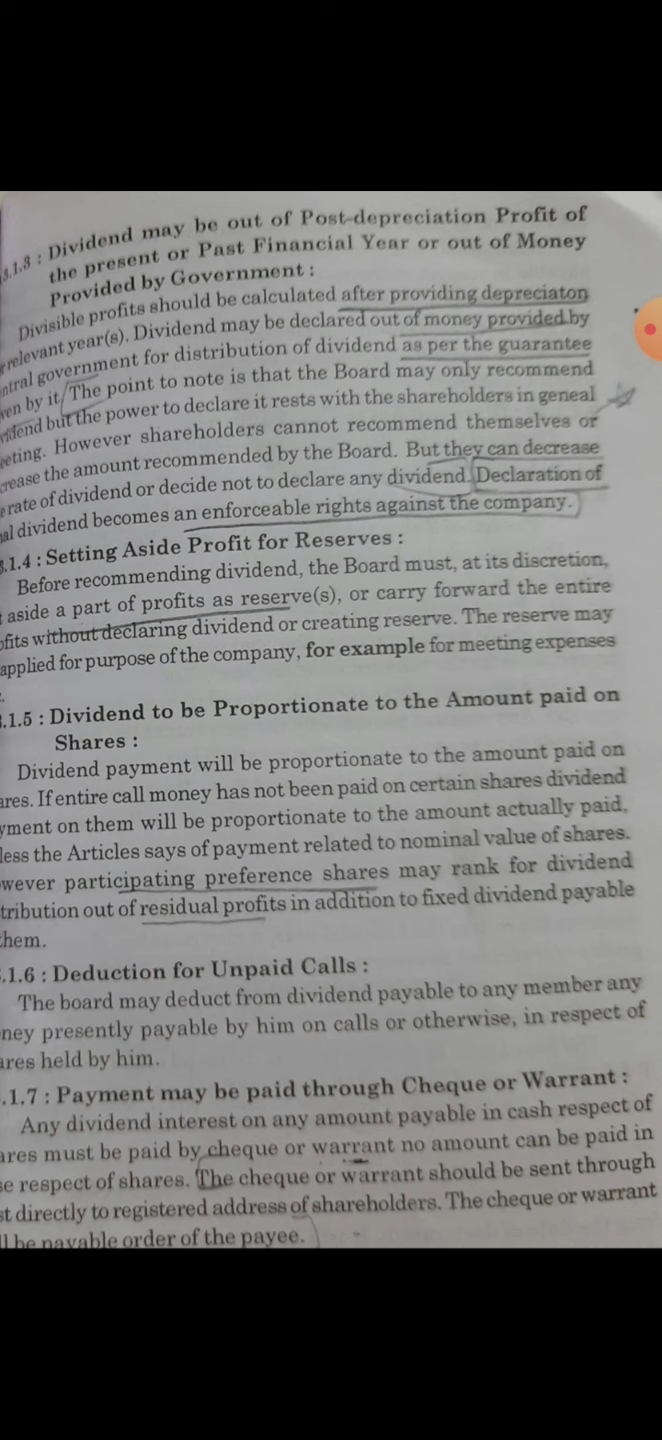 3.1.3 : Dividend may be out of Post-depreciation Profit of
the present or Past Financial Year or out of Money
Provided by Government :
Divisible profits should be calculated after providing depreciaton
relevant year(s). Dividend may be declared out of money provided by
ntral government for distribution of dividend as per the guarantee
ven by it. The point to note is that the Board may only recommend
vidend but the power to declare it rests with the shareholders in geneal
eeting. However shareholders cannot recommend themselves or
crease the amount recommended by the Board. But they can decrease
e rate of dividend or decide not to declare any dividend. Declaration of
nal dividend becomes an enforceable rights against the company.
3.1.4 : Setting Aside Profit for Reserves :
Before recommending dividend, the Board must, at its discretion,
t aside a part of profits as reserve(s), or carry forward the entire
ofits without declaring dividend or creating reserve. The reserve may
applied for purpose of the company, for example for meeting expenses
.1.5 : Dividend to be Proportionate to the Amount paid on
Shares :
Dividend payment will be proportionate to the amount paid on
ares. If entire call money has not been paid on certain shares dividend
yment on them will be proportionate to the amount actually paid,
less the Articles says of payment related to nominal value of shares.
wever participating preference shares may rank for dividend
tribution out of residual profits in addition to fixed dividend payable
them.
.1.6 : Deduction for Unpaid Calls :
The board may deduct from dividend payable to any member any
ney presently payable by him on calls or otherwise, in respect of
ares held by him.
.1.7 : Payment may be paid through Cheque or Warrant :
Any dividend interest on any amount payable in cash respect of
ares must be paid by cheque or warrant no amount can be paid in
se respect of shares. The cheque or warrant should be sent through
st directly to registered address of shareholders. The cheque or warrant
ll be payable order of the payee.